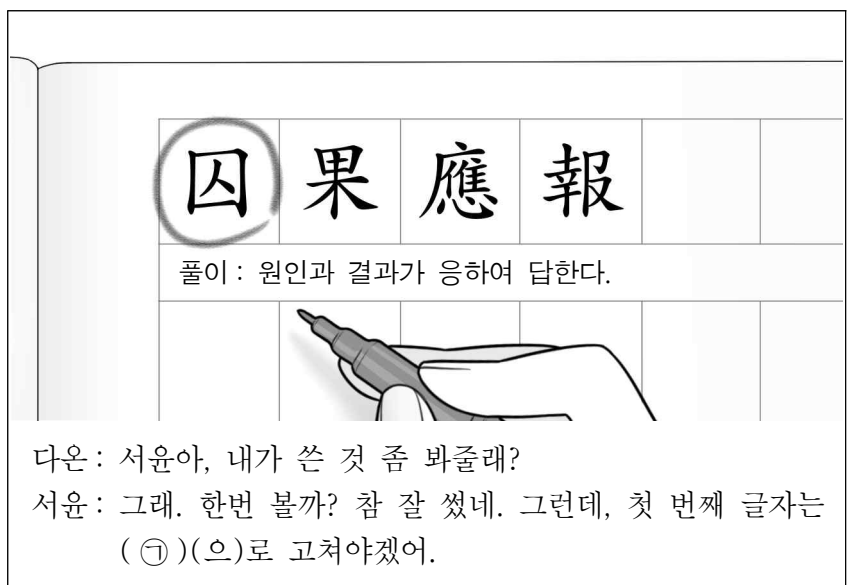 囚果應報
풀이 : 원인과 결과가 응하여 답한다.
다온 : 서윤아, 내가 쓴 것 좀 봐줄래?
서윤 : 그래. 한번 볼까? 참 잘 썼네. 그런데, 첫 번째 글자는
( ㉠ )(으)로 고쳐야겠어.